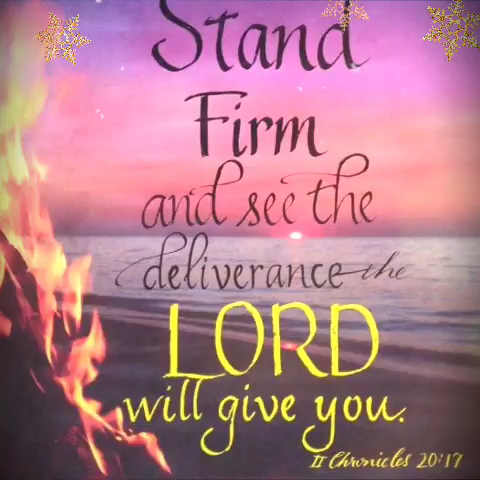 Stand
Firm
and see the
deliverance the
LORD
will give you.
II Chronicles 20:17